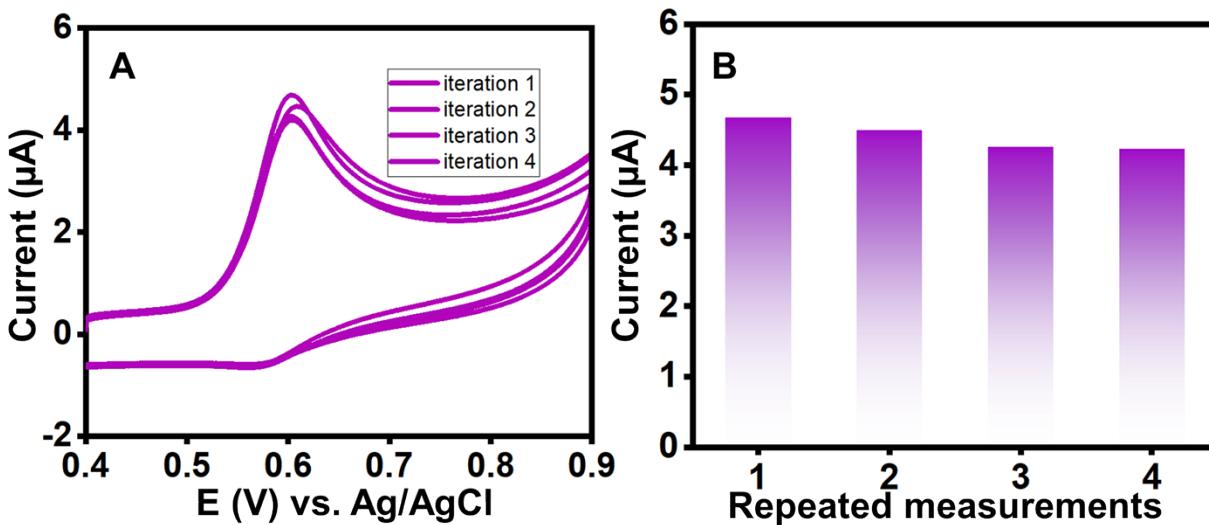 A
iteration 1
iteration 2
iteration 3
iteration 4
6
4
2
0
-2
Current (µA)
0.4 0.5 0.6 0.7 0.8 0.9
E (V) vs. Ag/AgCl
B
6
5
4
3
2
1
0
Current (µA)
1 2 3 4
Repeated measurements